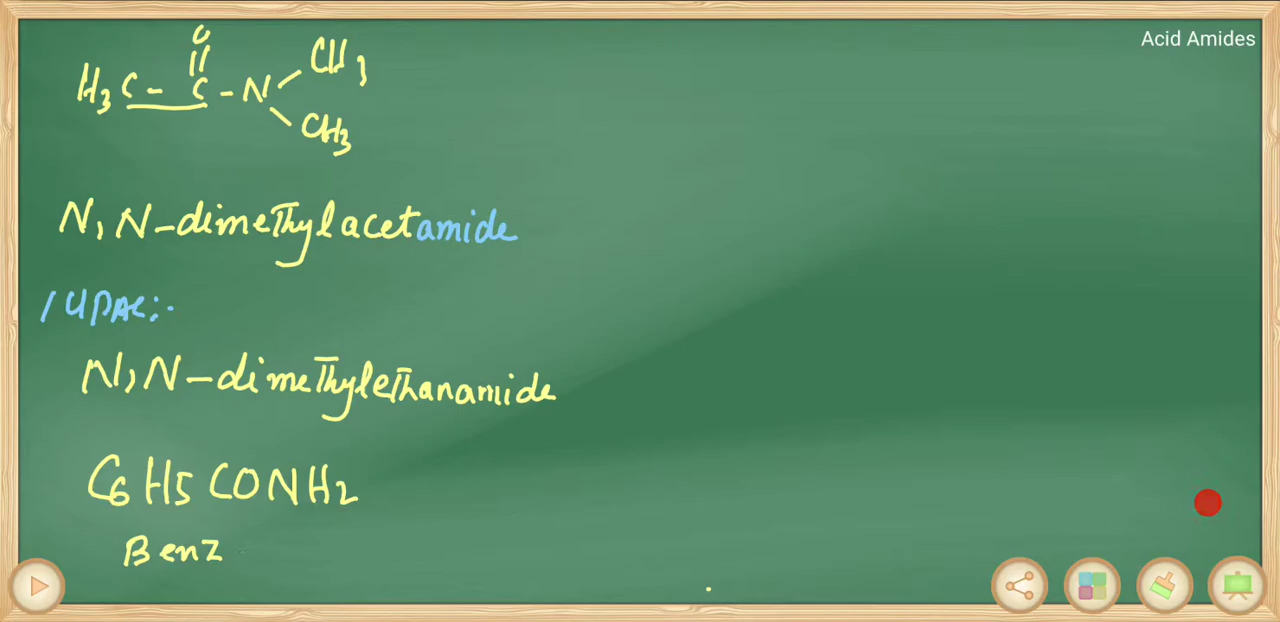 Acid Amides
O
||
H3C - C - N - CH3
- CH3
N,N-dimethylacetamide
IUPAC:-
N,N-dimethylethanamide
C6H5CONH2
Benz